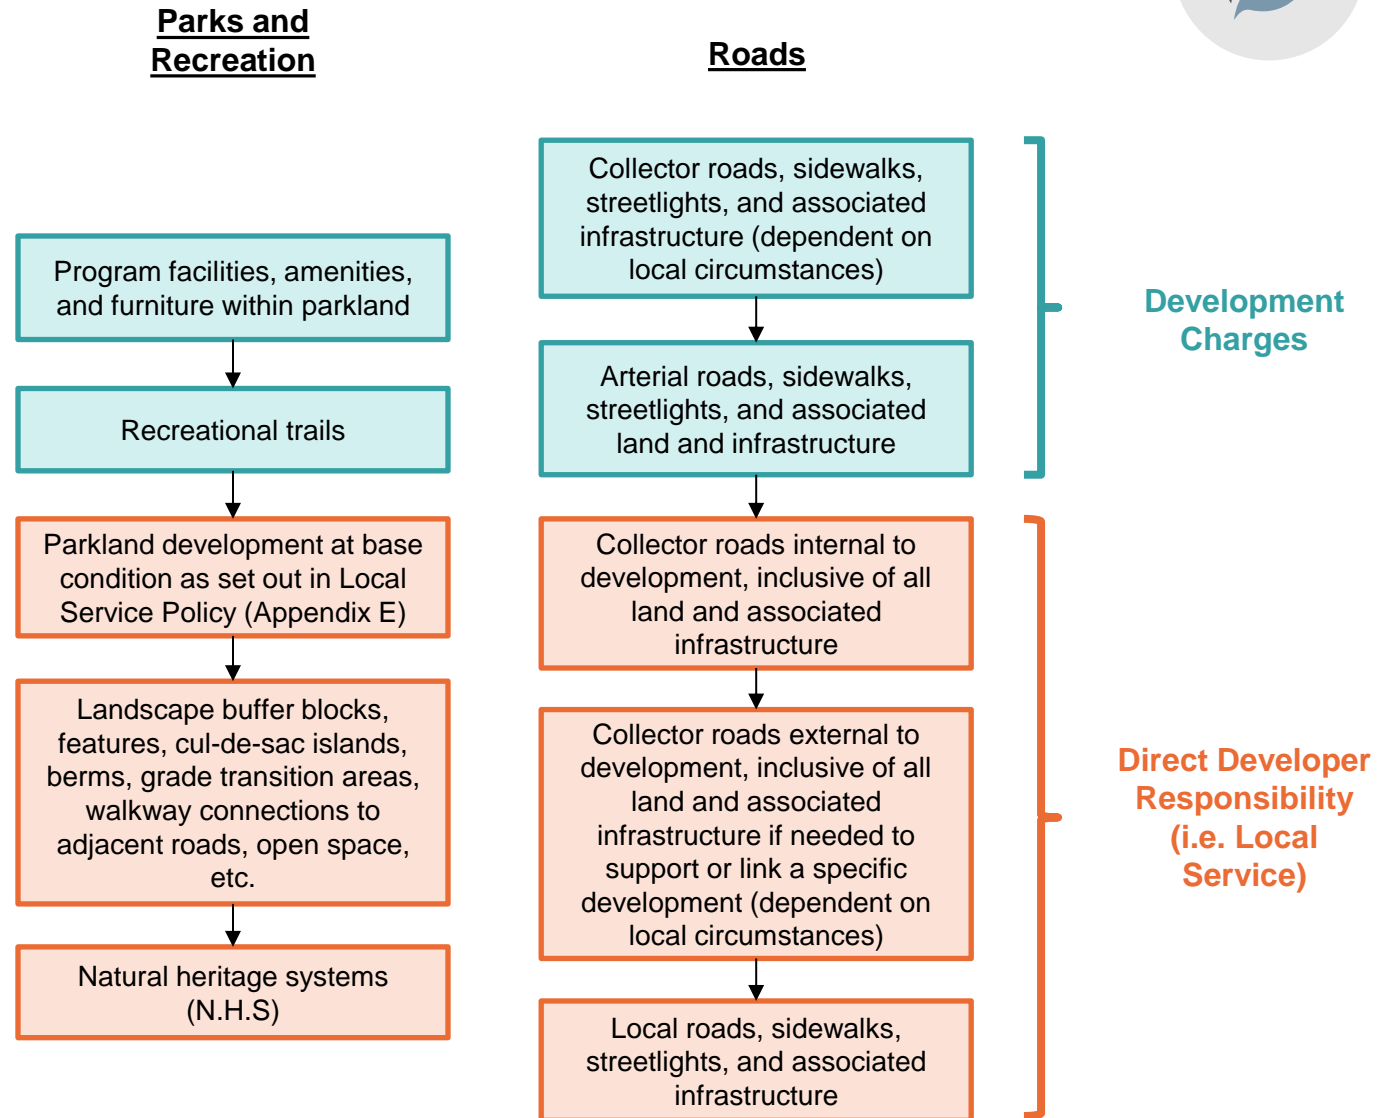 Parks and
Recreation
Roads
Program facilities, amenities,
and furniture within parkland
Recreational trails
Parkland development at base
condition as set out in Local
Service Policy (Appendix E)
Landscape buffer blocks,
features, cul-de-sac islands,
berms, grade transition areas,
walkway connections to
adjacent roads, open space,
etc.
Natural heritage systems
(N.H.S)
Collector roads, sidewalks,
streetlights, and associated
infrastructure (dependent on
local circumstances)
Arterial roads, sidewalks,
streetlights, and associated
land and infrastructure
Collector roads internal to
development, inclusive of all
land and associated
infrastructure
Collector roads external to
development, inclusive of all
land and associated
infrastructure if needed to
support or link a specific
development (dependent on
local circumstances)
Local roads, sidewalks,
streetlights, and associated
infrastructure
Development
Charges
Direct Developer
Responsibility
(i.e. Local
Service)